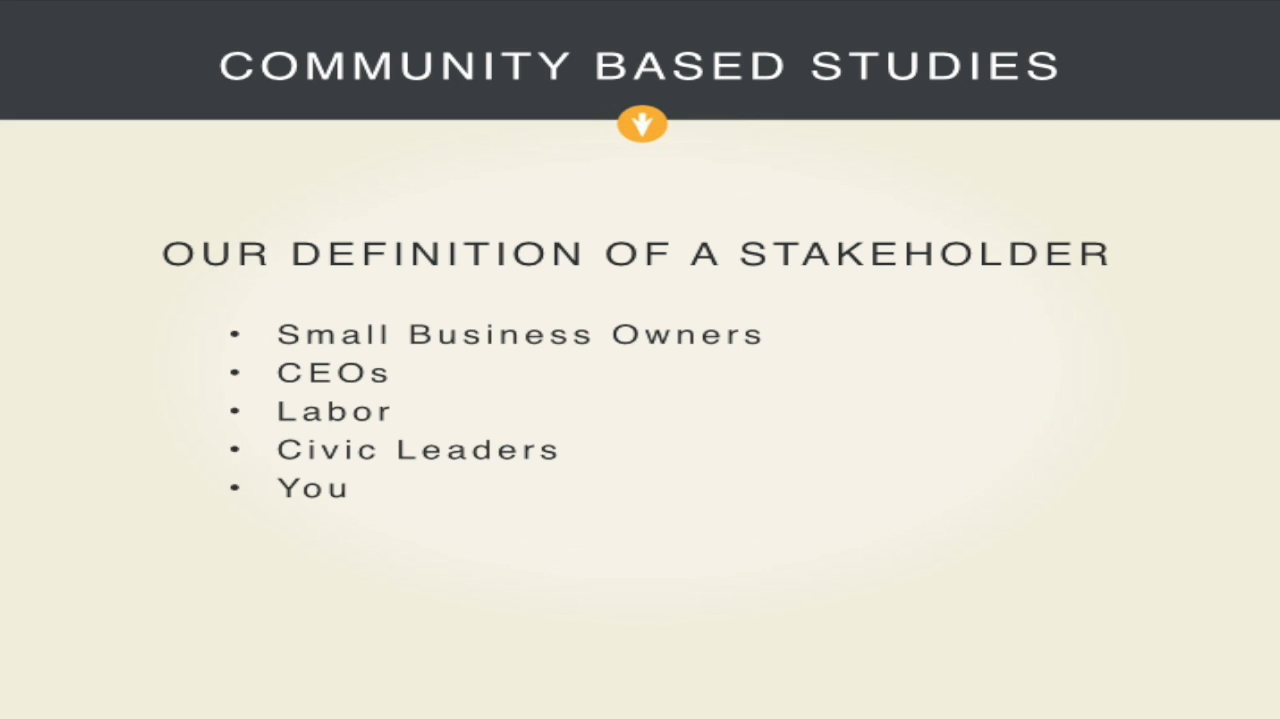 COMMUNITY BASED STUDIES
OUR DEFINITION OF A STAKEHOLDER
• Small Business Owners
• CEOs
• Labor
• Civic Leaders
• You